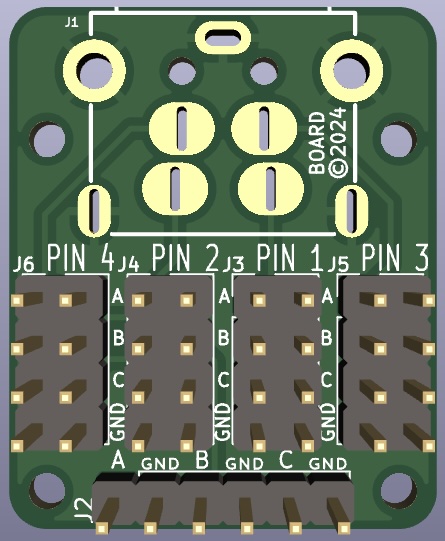 J1
BOARD
©2024
J6 PIN 4 J4 PIN 2 J3 PIN 1 J5 PIN 3
A A A
B B B
C C C
GND GND GND
A GND B GND C GND
J2